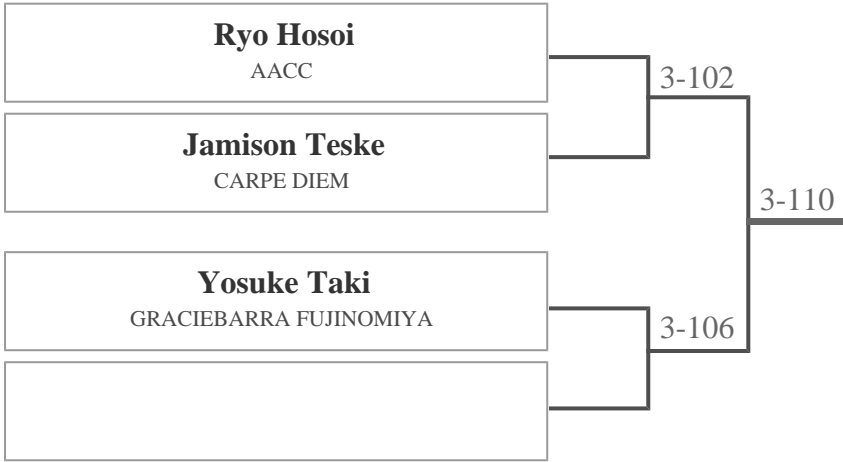 Ryo Hosoi
AACC
3-102
Jamison Teske
CARPE DIEM
3-110
Yosuke Taki
GRACIEBARRA FUJINOMIYA
3-106